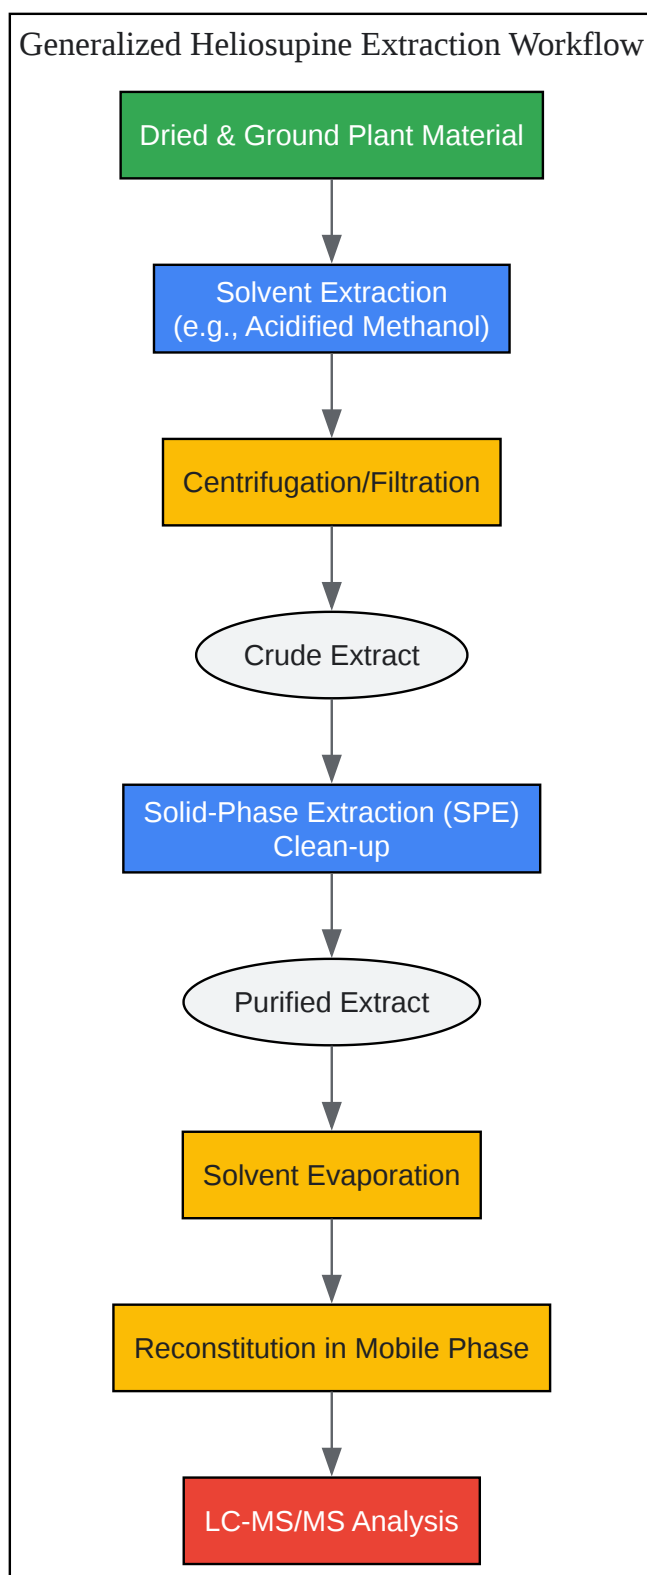 Generalized Heliosupine Extraction Workflow
Dried & Ground Plant Material
Solvent Extraction
(e.g., Acidified Methanol)
Centrifugation/Filtration
Crude Extract
Solid-Phase Extraction (SPE)
Clean-up
Purified Extract
Solvent Evaporation
Reconstitution in Mobile Phase
LC-MS/MS Analysis